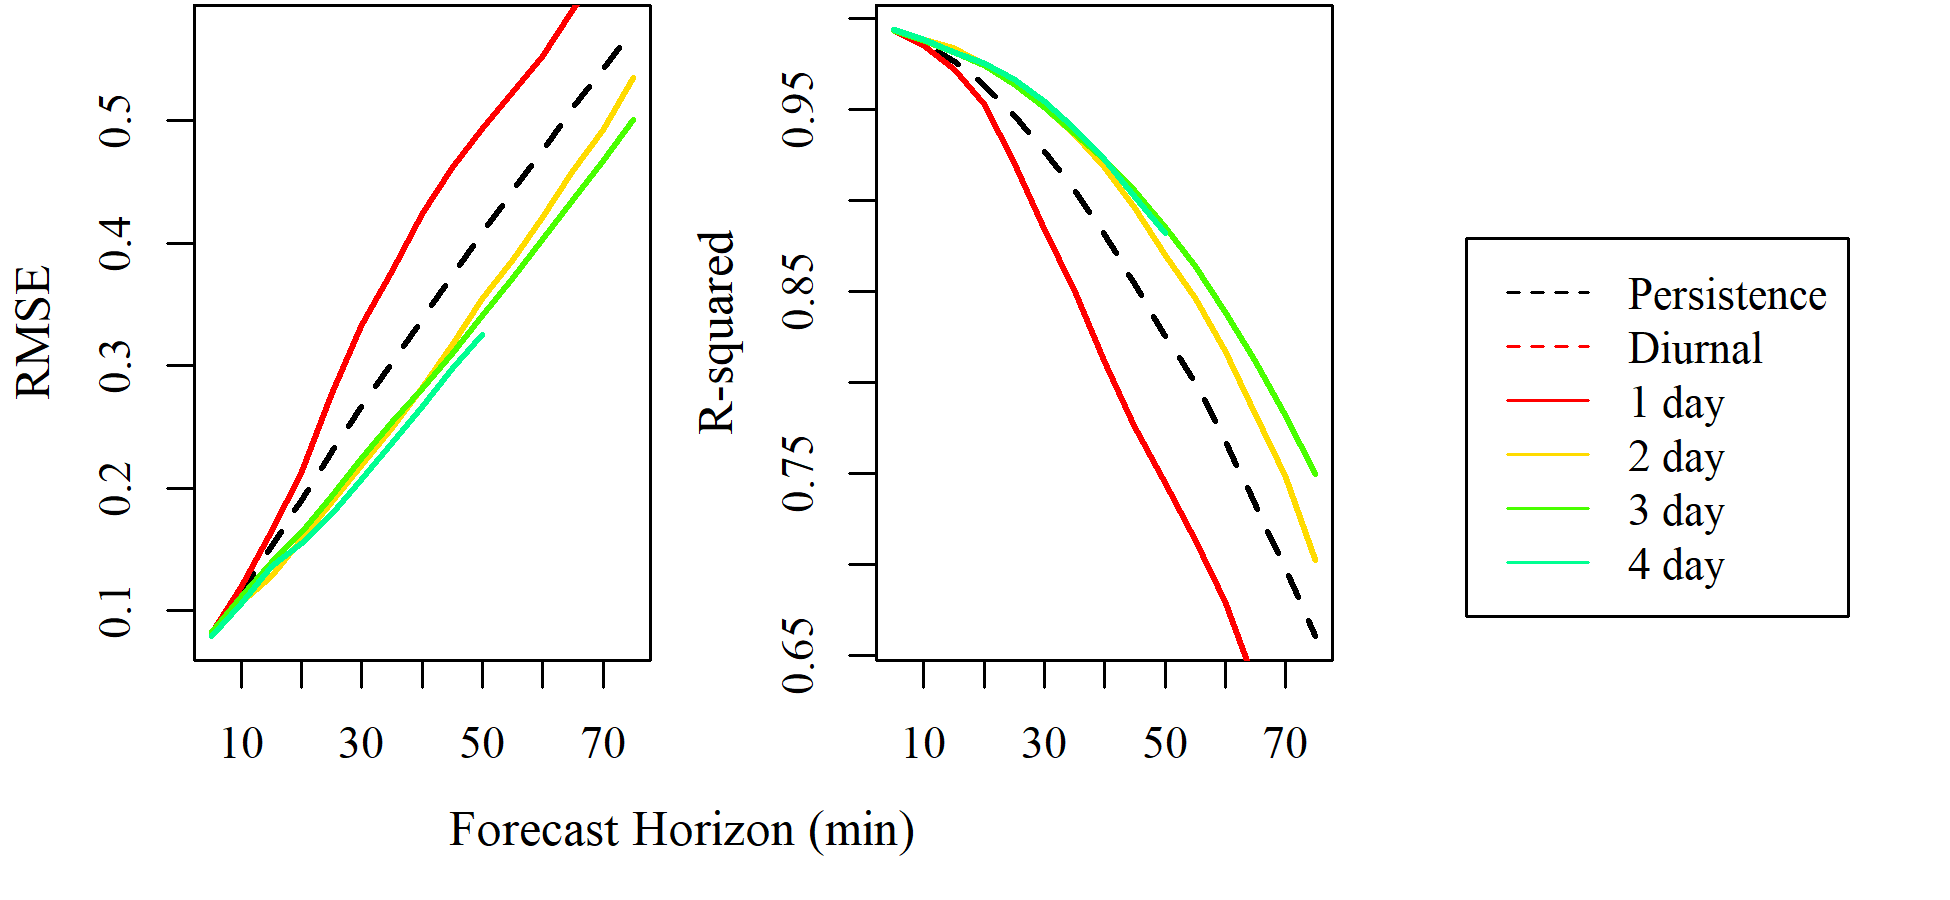 RMSE
0.5
0.4
0.3
0.2
0.1
10 30 50 70
R-squared
0.95
0.85
0.75
0.65
10 30 50 70
Forecast Horizon (min)
Persistence
Diurnal
1 day
2 day
3 day
4 day